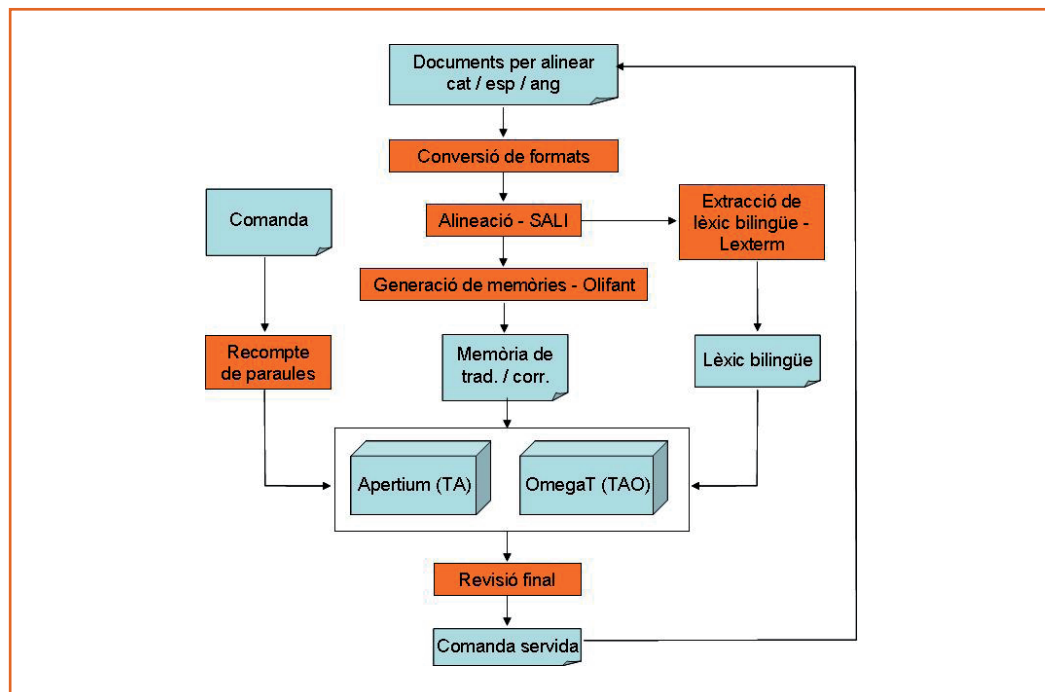 Documents per alinear
cat / esp / ang
Conversió de formats
Comanda
Alineació - SALI
Extracció de
lèxic bilingüe -
Lexterm
Generació de memòries - Olifant
Recompte
de paraules
Memòria de
trad. / corr.
Lèxic bilingüe
Apertium (TA)
OmegaT (TAO)
Revisió final
Comanda servida